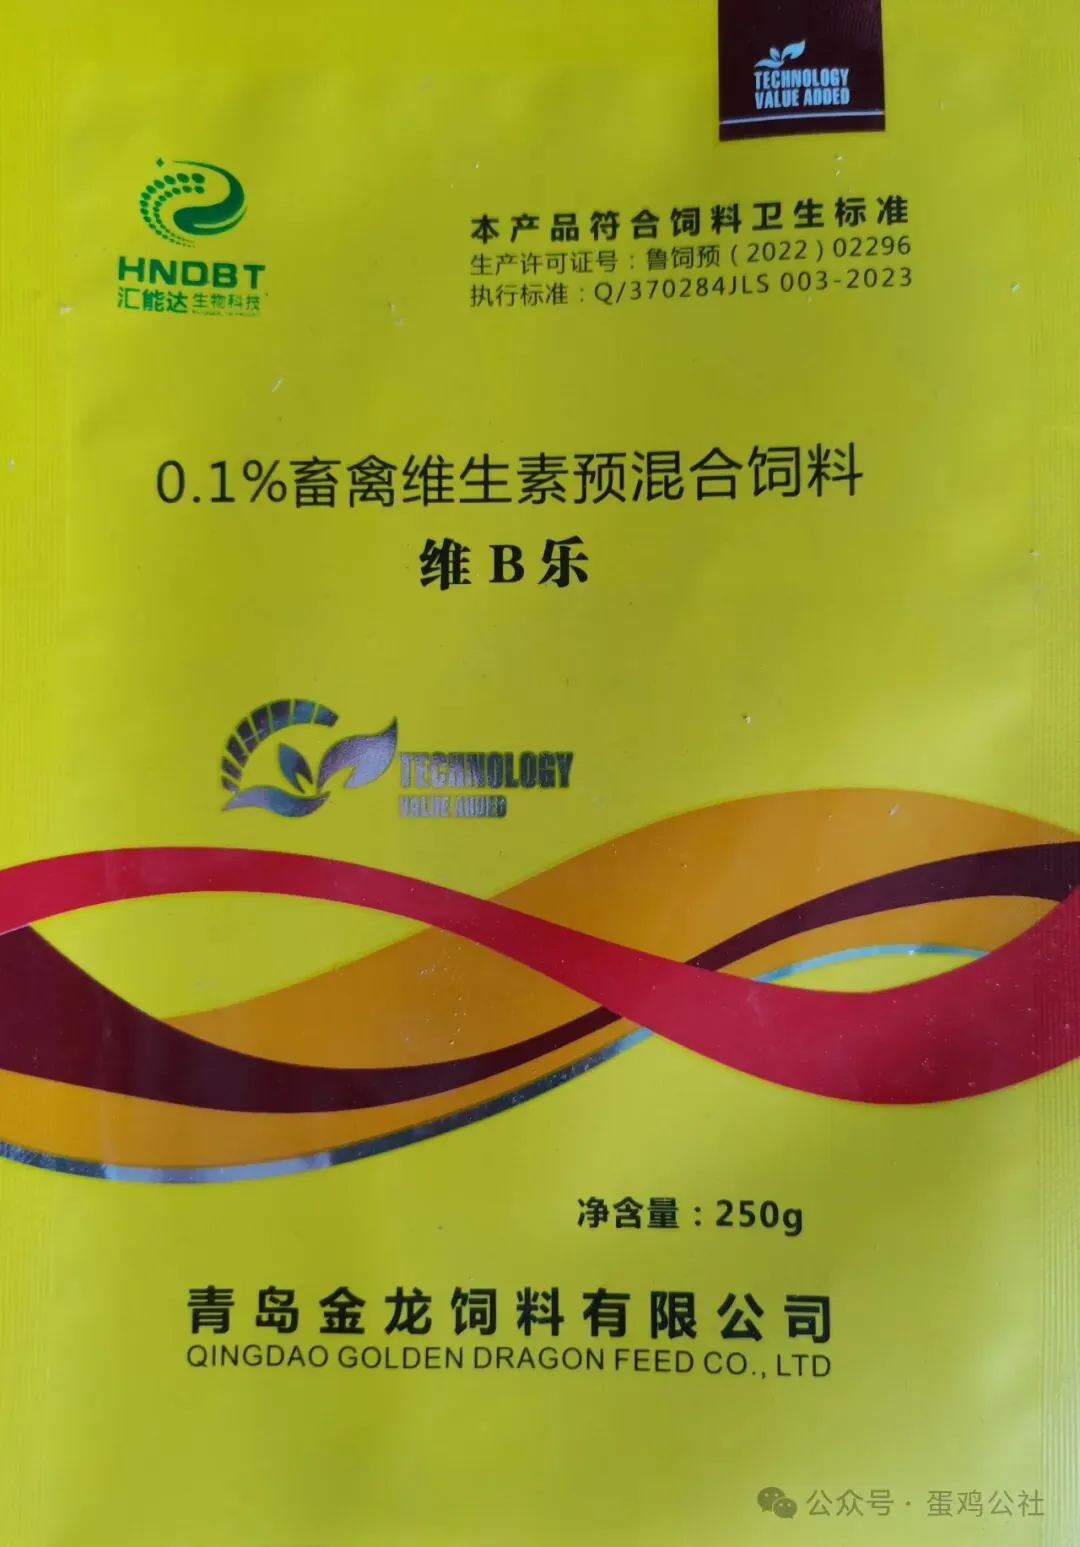 TECHNOLOGY
VALUE ADDED
HNDBT
汇能达生物科技
本产品符合饲料卫生标准
生产许可证号：鲁饲预（2022）02296
执行标准：Q/370284JLS 003-2023
0.1%畜禽维生素预混合饲料
维B乐
TECHNOLOGY
VALUE ADDED
净含量：250g
青岛金龙饲料有限公司
QINGDAO GOLDEN DRAGON FEED CO., LTD
公众号·蛋鸡公社